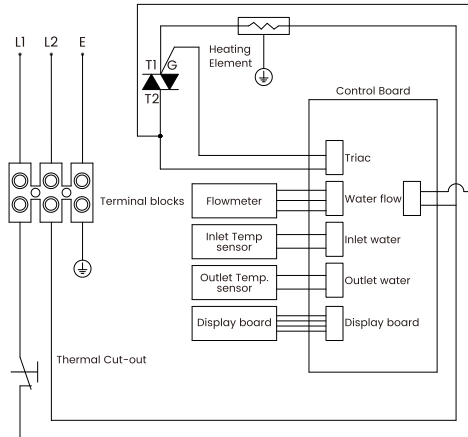 L1 L2 E
Heating
Element
T1 G
T2
Control Board
Triac
Terminal blocks
Flowmeter
Water flow
Inlet Temp
sensor
Inlet water
Outlet Temp.
sensor
Outlet water
Display board
Display board
Thermal Cut-out